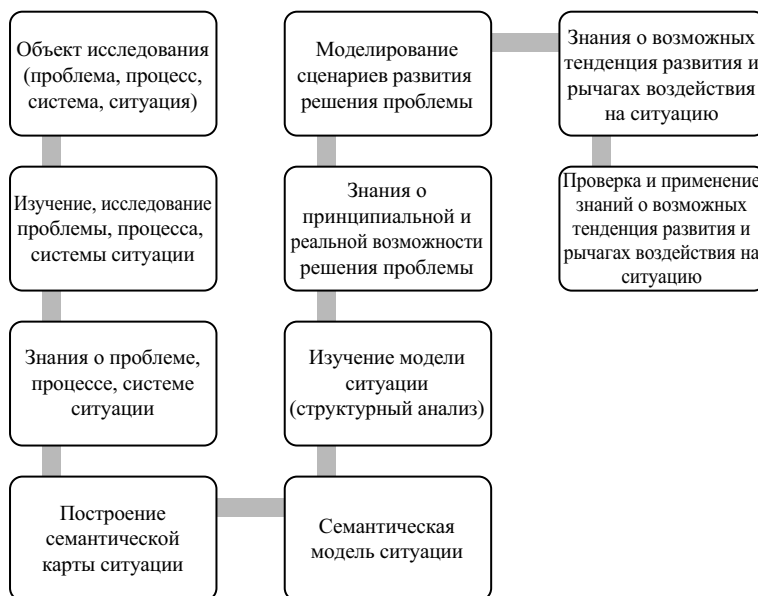 Объект исследования
(проблема, процесс,
система, ситуация)
Изучение, исследование
проблемы, процесса,
системы ситуации
Знания о проблеме,
процессе, системе
ситуации
Построение
семантической
карты ситуации
Семантическая
модель ситуации
Изучение модели
ситуации
(структурный анализ)
Знания о
принципиальной и
реальной возможности
решения проблемы
Моделирование
сценариев развития
решения проблемы
Знания о возможных
тенденция развития и
рычагах воздействия
на ситуацию
Проверка и применение
знаний о возможных
тенденция развития и
рычагах воздействия на
ситуацию